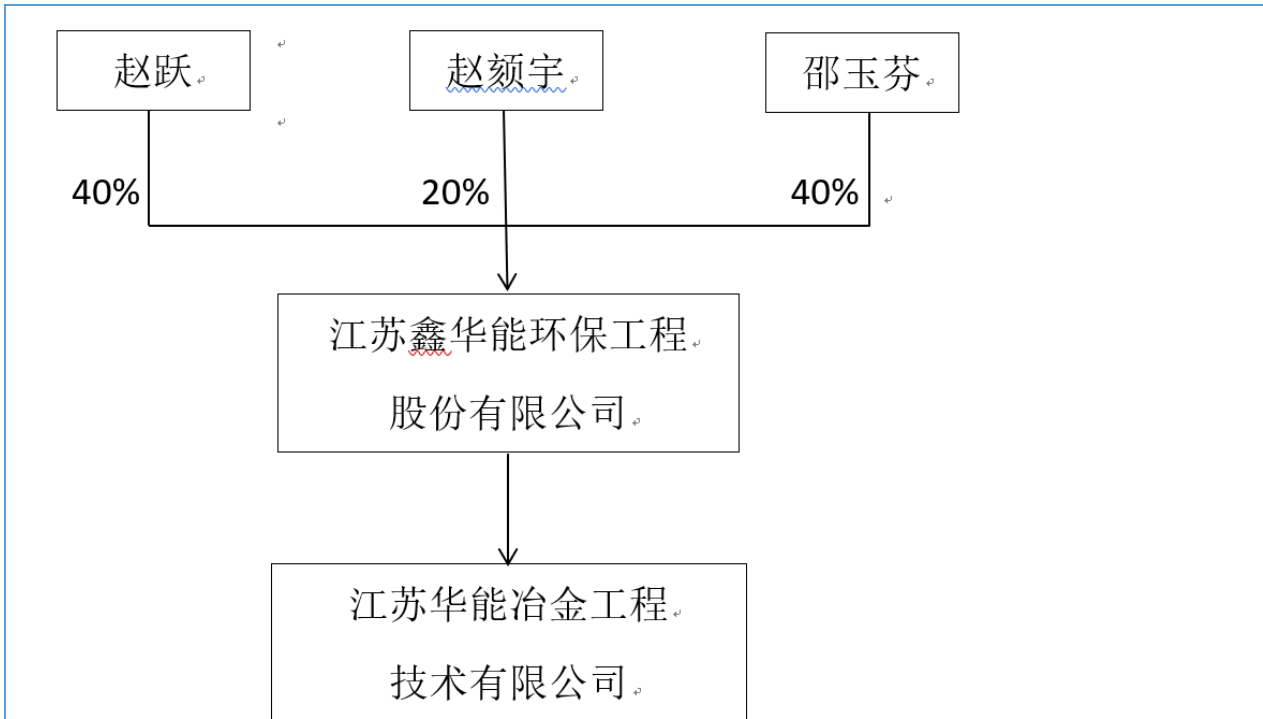 赵跃
赵颏宇
邵玉芬
40%
20%
40%
江苏鑫华能环保工程
股份有限公司
江苏华能冶金工程
技术有限公司